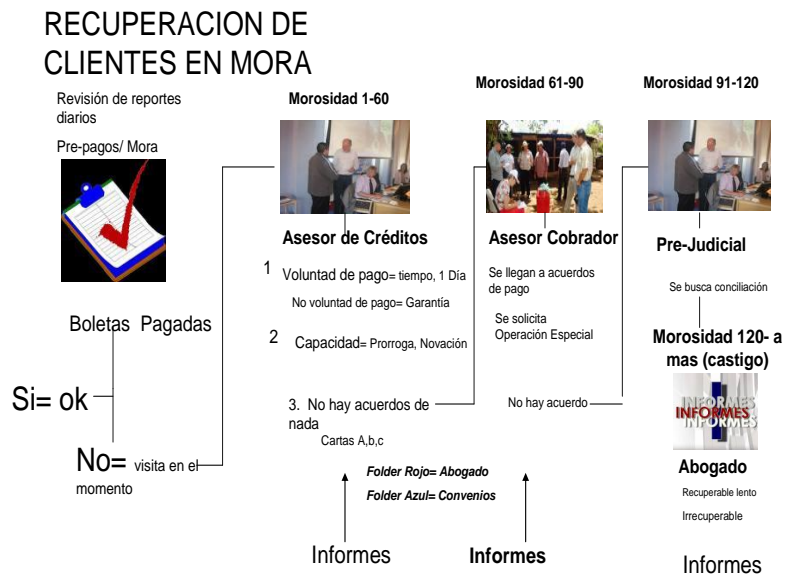 RECUPERACION DE
CLIENTES EN MORA
Revisión de reportes
diarios
Pre-pagos/ Mora
Boletas Pagadas
Si= ok
No= visita en el
momento
Morosidad 1-60
Asesor de Créditos
1 Voluntad de pago= tiempo, 1 Día
No voluntad de pago= Garantía
2 Capacidad= Prorroga, Novación
3. No hay acuerdos de
nada
Cartas A,b,c
Morosidad 61-90
Asesor Cobrador
Se llegan a acuerdos
de pago
Se solicita
Operación Especial
No hay acuerdo
Folder Rojo= Abogado
Folder Azul= Convenios
Informes
Informes
Morosidad 91-120
Pre-Judicial
Se busca conciliación
Morosidad 120- a
mas (castigo)
INFORMES
INFORMES
INFORMES
Abogado
Recuperable lento
Irrecuperable
Informes